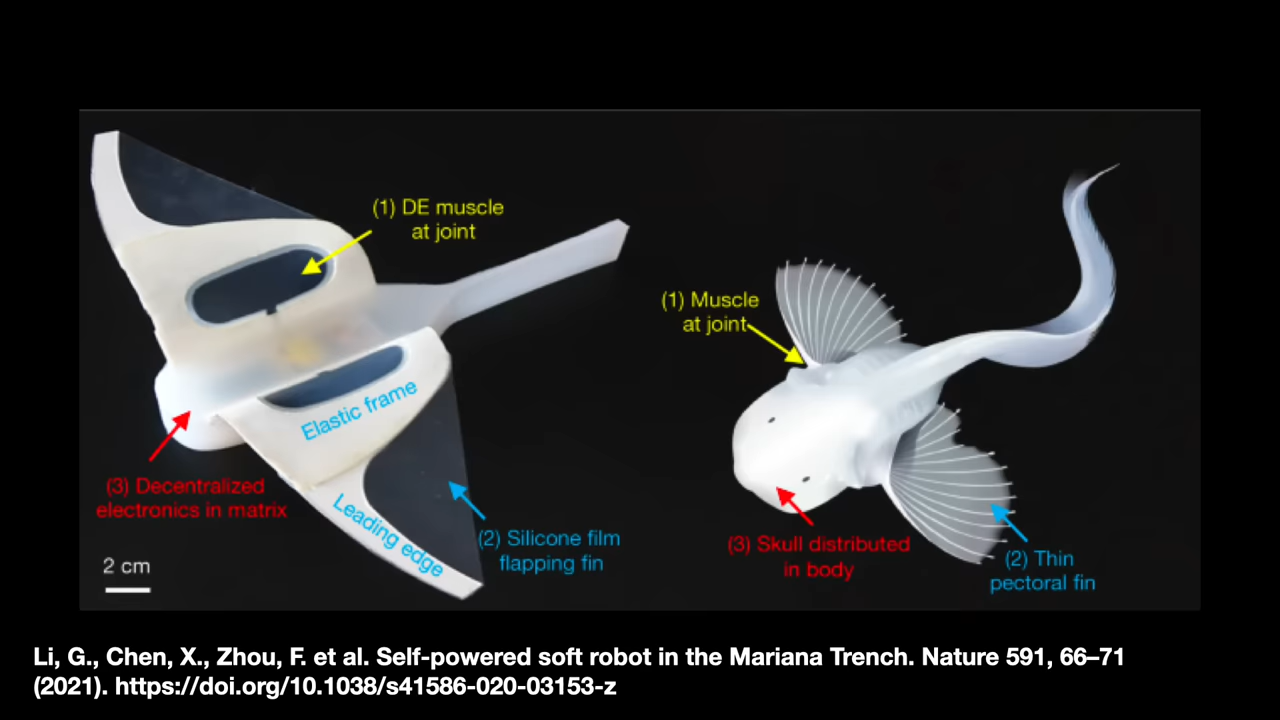 (1) DE muscle
at joint
Elastic frame
Leading edge
(3) Decentralized
electronics in matrix
(2) Silicone film
flapping fin
2 cm
(1) Muscle
at joint
(3) Skull distributed
in body
(2) Thin
pectoral fin
Li, G., Chen, X., Zhou, F. et al. Self-powered soft robot in the Mariana Trench. Nature 591, 66–71
(2021). https://doi.org/10.1038/s41586-020-03153-z